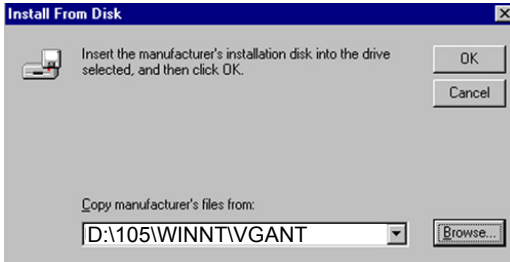 Install From Disk
Insert the manufacturer's installation disk into the drive
selected, and then click OK.
OK
Cancel
Copy manufacturer's files from:
D:\105\WINNT\VGANT
Browse...